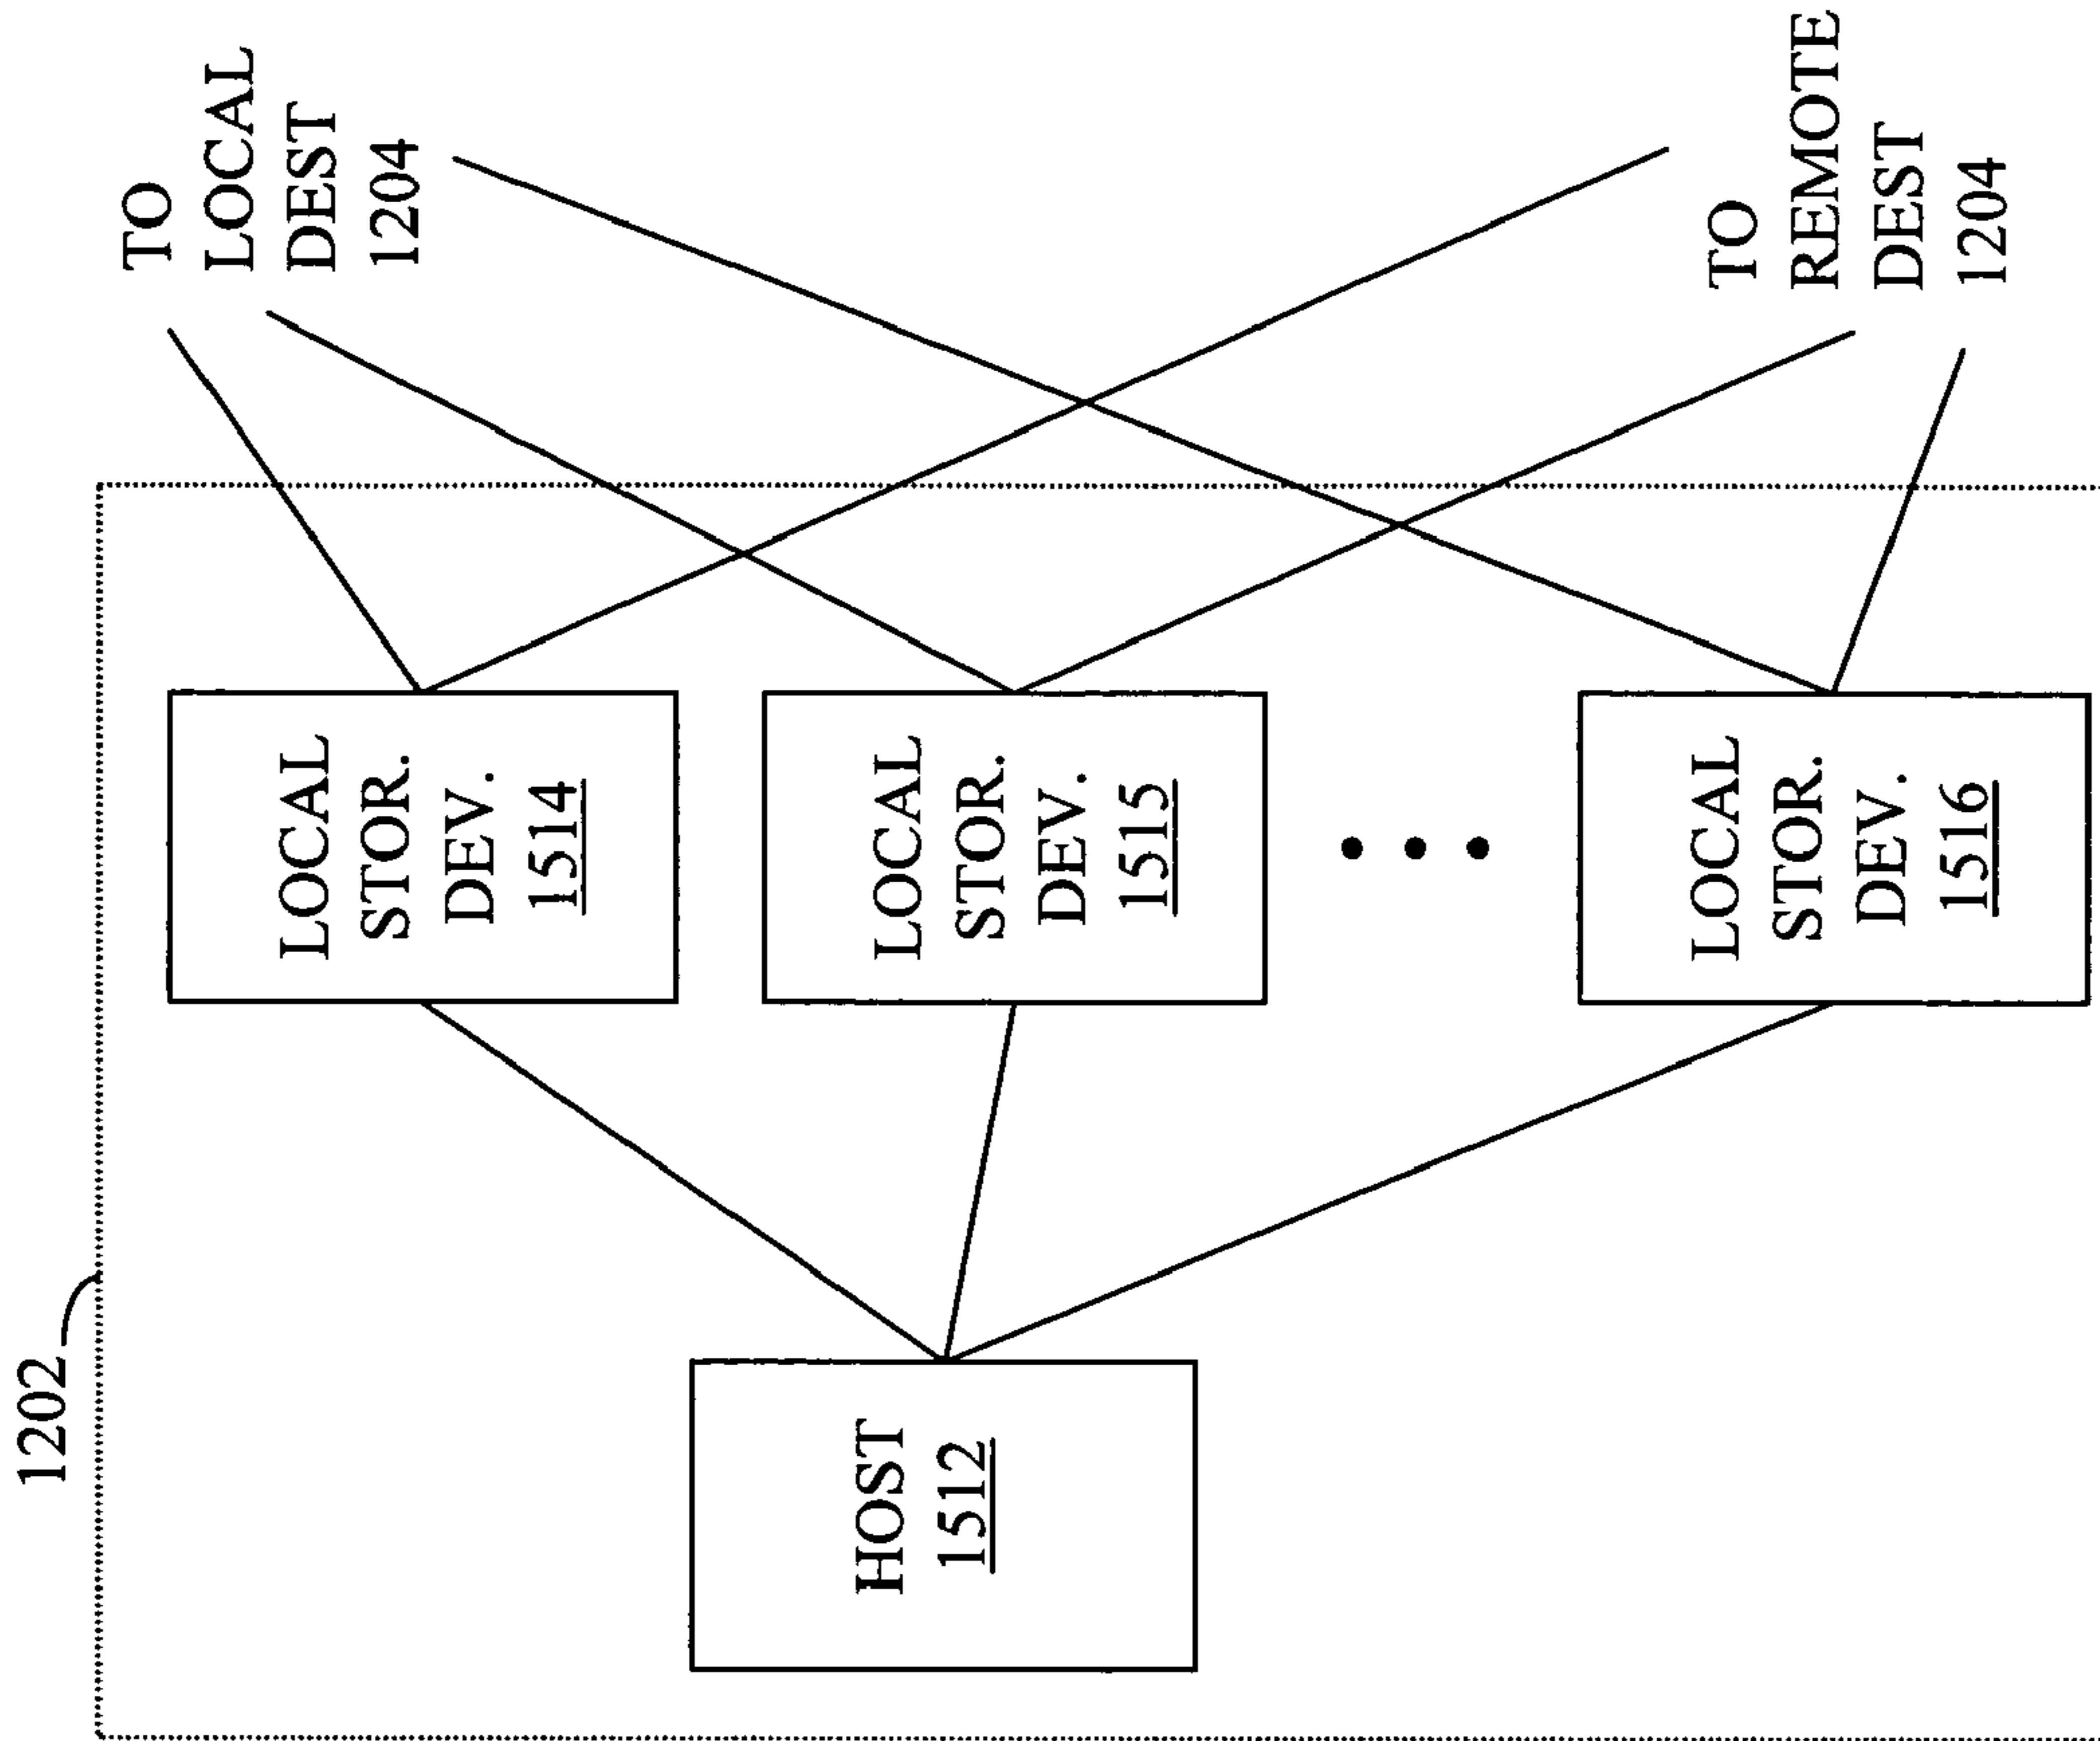 1202
HOST
1512
LOCAL
STOR.
DEV.
1514
LOCAL
STOR.
DEV.
1515
LOCAL
STOR.
DEV.
1516
TO
LOCAL
DEST
1204
TO
REMOTE
DEST
1204